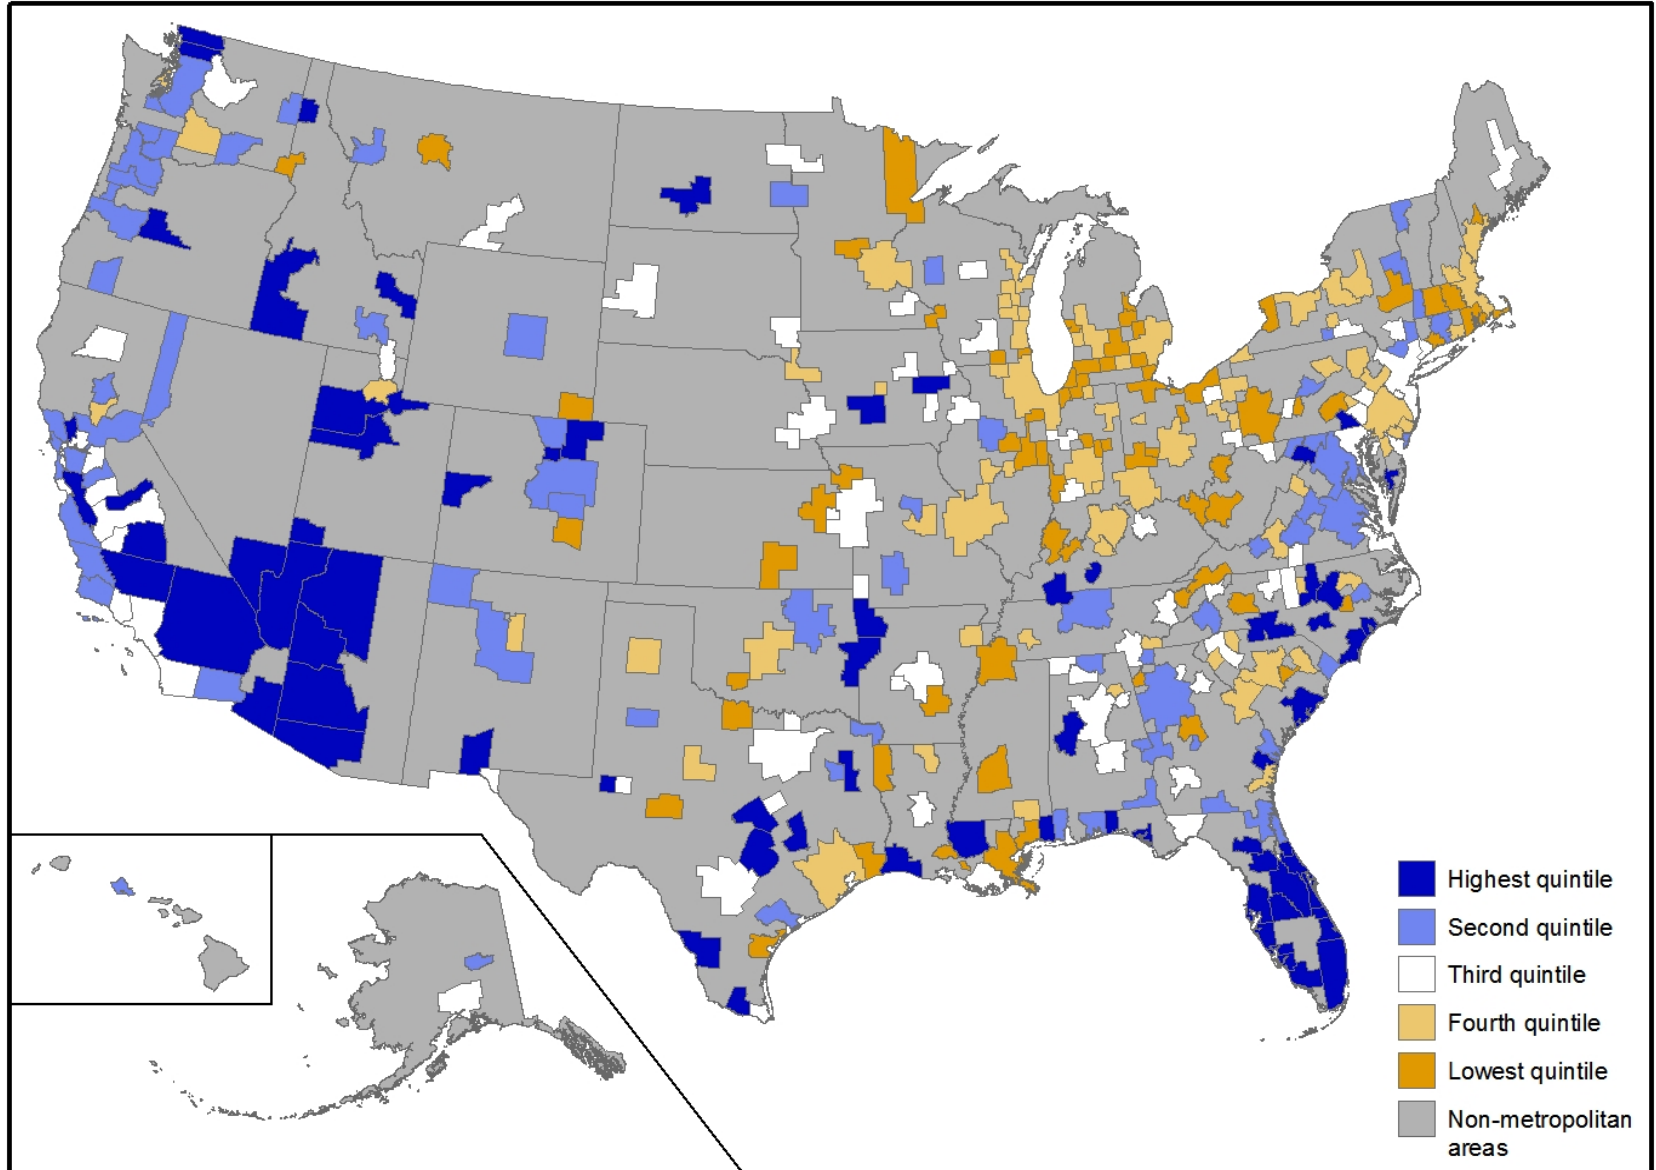 Highest quintile
Second quintile
Third quintile
Fourth quintile
Lowest quintile
Non-metropolitan
areas